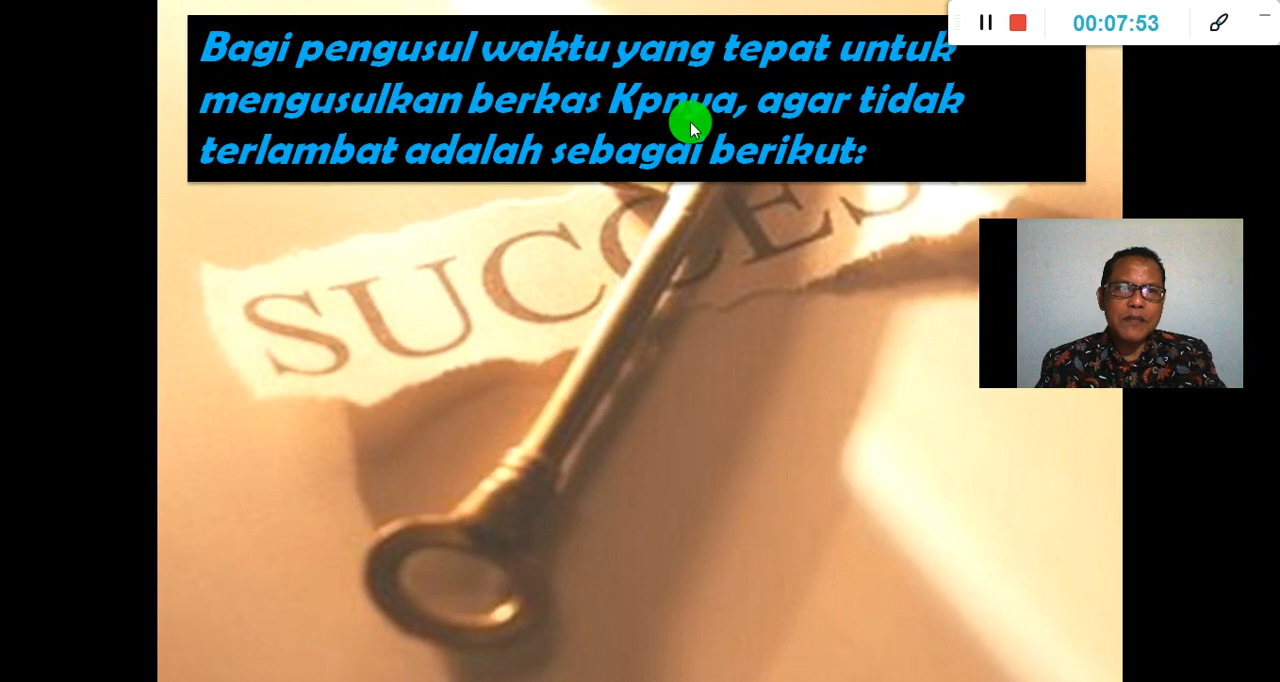 Bagi pengusul waktu yang tepat untuk
mengusulkan berkas Kpnya, agar tidak
terlambat adalah sebagai berikut:
00:07:53
SUCCES